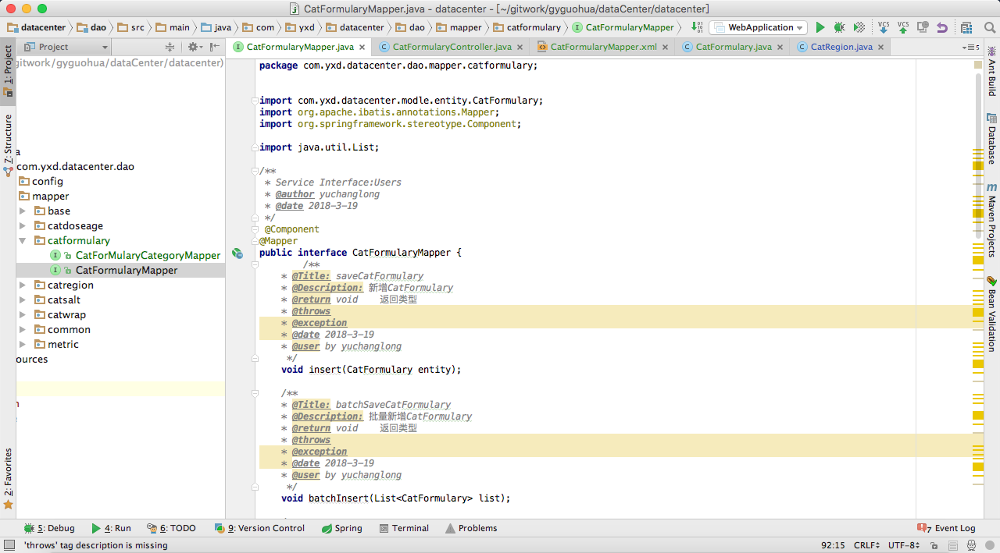 CatFormularyMapper.java - datacenter - [~/gitwork/gyguohua/dataCenter/datacenter]
datacenter dao src main java com yxd datacenter dao mapper catformulary CatFormularyMapper WebApplication VCS VCS
Project CatFormularyMapper.java CatFormularyController.java CatFormularyMapper.xml CatFormulary.java CatRegion.java 5
1: Project
Z: Structure
2: Favorites
gitwork/gyguohua/dataCenter/datacenter)
a
com.yxd.datacenter.dao
config
mapper
base
catdoseage
catformulary
CatForMularyCategoryMapper
CatFormularyMapper
catregion
catsalt
catwrap
common
metric
ources
package com.yxd.datacenter.dao.mapper.catformulary;
import com.yxd.datacenter.modle.entity.CatFormulary;
import org.apache.ibatis.annotations.Mapper;
import org.springframework.stereotype.Component;
import java.util.List;
/**
* Service Interface:Users
* @author yuchanglong
* @date 2018-3-19
*/
@Component
@Mapper
public interface CatFormularyMapper {
/**
* @Title: saveCatFormulary
* @Description: 新增CatFormulary
* @return void 返回类型
* @throws
* @exception
* @date 2018-3-19
* @user by yuchanglong
*/
void insert(CatFormulary entity);
/**
* @Title: batchSaveCatFormulary
* @Description: 批量新增CatFormulary
* @return void 返回类型
* @throws
* @exception
* @date 2018-3-19
* @user by yuchanglong
*/
void batchInsert(List<CatFormulary> list);
Ant Build
Database
m Maven Projects
Bean Validation
5: Debug 4: Run 6: TODO 9: Version Control Spring Terminal Problems 7 Event Log
'throws' tag description is missing 92:15 CRLF UTF-8